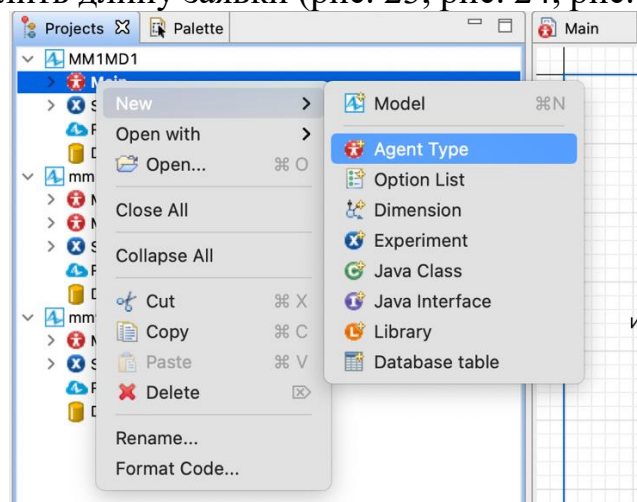 длину заявки (рис. 23, рис. 24, рис.
Projects Palette Main
MM1MD1
New
Open with
Open... ⌘ O
Close All
Collapse All
Cut ⌘ X
Copy ⌘ C
Paste ⌘ V
Delete ⌦
Rename...
Format Code...
Model ⌘N
Agent Type
Option List
Dimension
Experiment
Java Class
Java Interface
Library
Database table